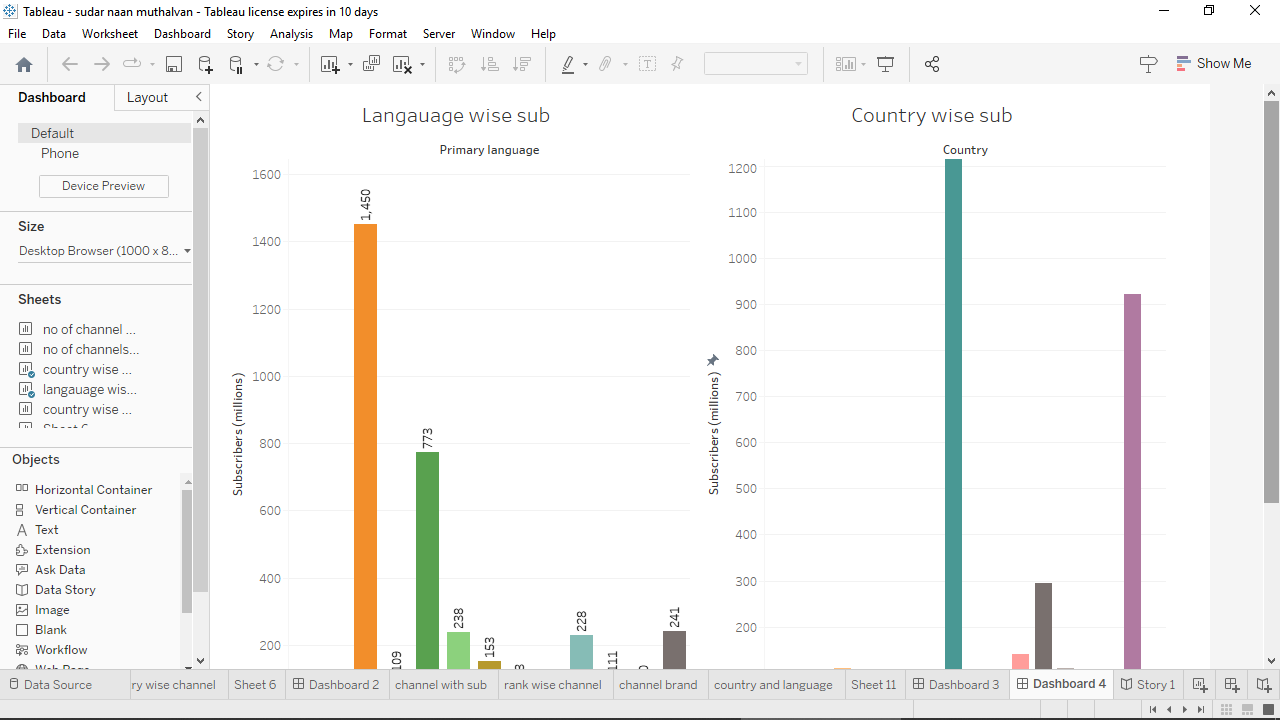 Tableau - sudar naan muthalvan - Tableau license expires in 10 days
File Data Worksheet Dashboard Story Analysis Map Format Server Window Help
Show Me
Dashboard Layout
Default
Phone
Device Preview
Size
Desktop Browser (1000 x 8...
Sheets
no of channel ...
no of channels...
country wise ...
langauage wis...
country wise ...
Objects
Horizontal Container
Vertical Container
Text
Extension
Ask Data
Data Story
Image
Blank
Workflow
Langauage wise sub
Primary language
Subscribers (millions)
1600
1400
1200
1000
800
600
400
200
1,450
109
773
238
153
228
111
241
Country wise sub
Country
Subscribers (millions)
1200
1100
1000
900
800
700
600
500
400
300
200
Data Source ry wise channel Sheet 6 Dashboard 2 channel with sub rank wise channel channel brand country and language Sheet 11 Dashboard 3 Dashboard 4 Story 1